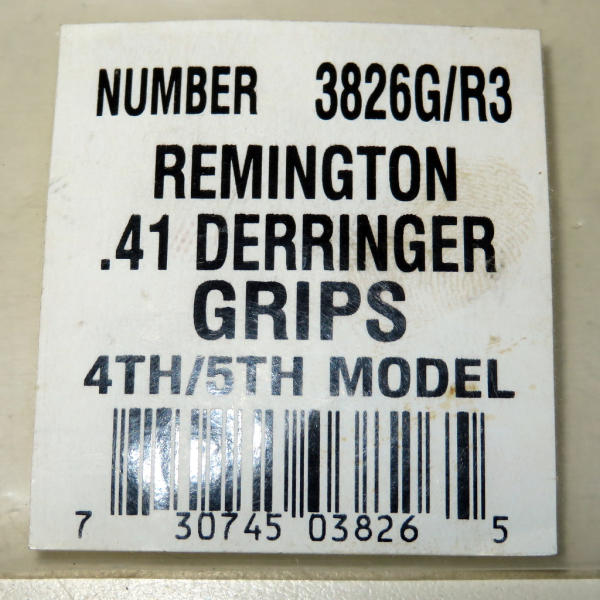 NUMBER 3826G/R3
REMINGTON
.41 DERRINGER
GRIPS
4TH/5TH MODEL
7 30745 03826 5